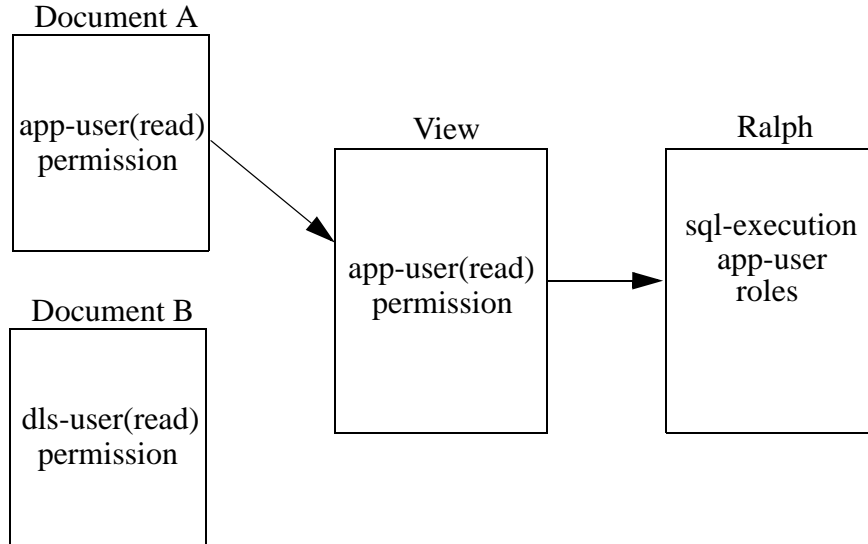 Document A
app-user(read)
permission
View
app-user(read)
permission
Ralph
sql-execution
app-user
roles
Document B
dls-user(read)
permission